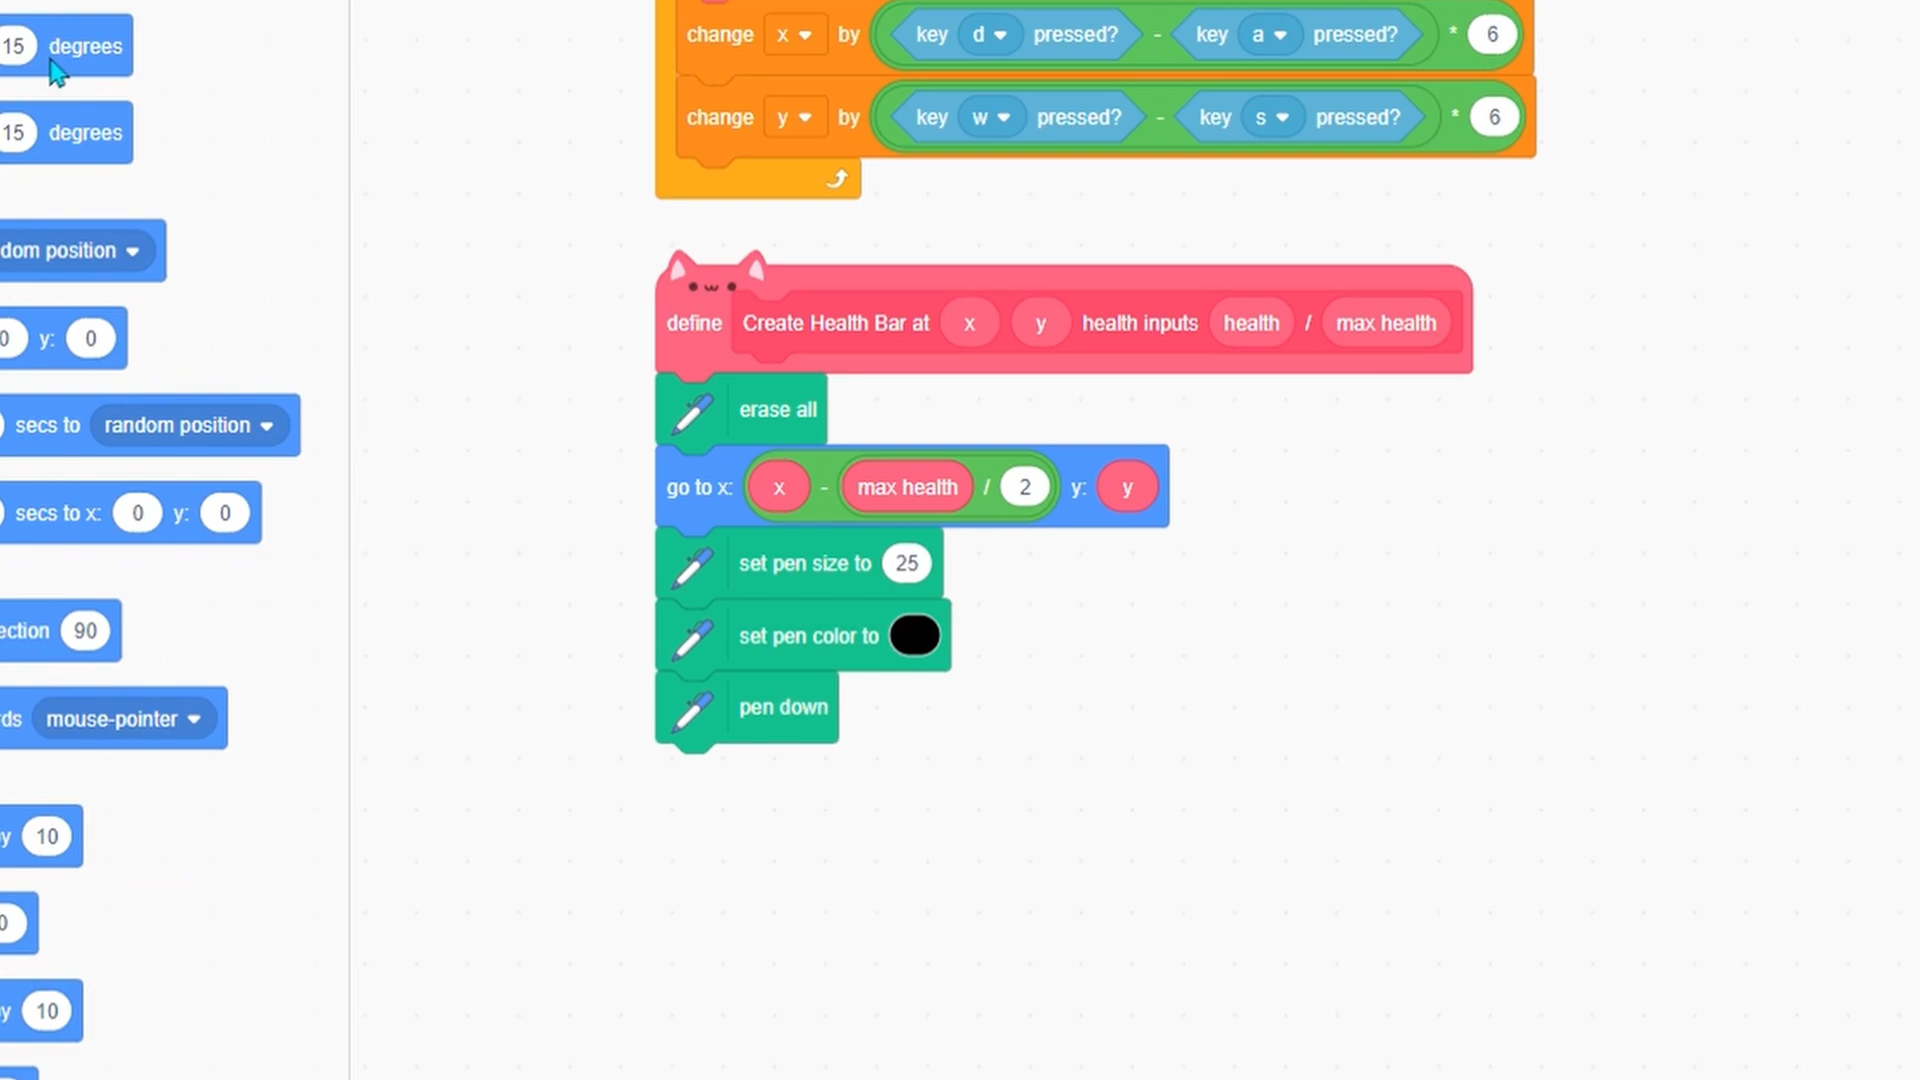 15 degrees
15 degrees
dom position
0 y: 0
secs to random position
secs to x: 0 y: 0
ection 90
rds mouse-pointer
y 10
0
y 10
change x by key d pressed? - key a pressed? * 6
change y by key w pressed? - key s pressed? * 6
define Create Health Bar at x y health inputs health / max health
erase all
go to x: x - max health / 2 y: y
set pen size to 25
set pen color to
pen down